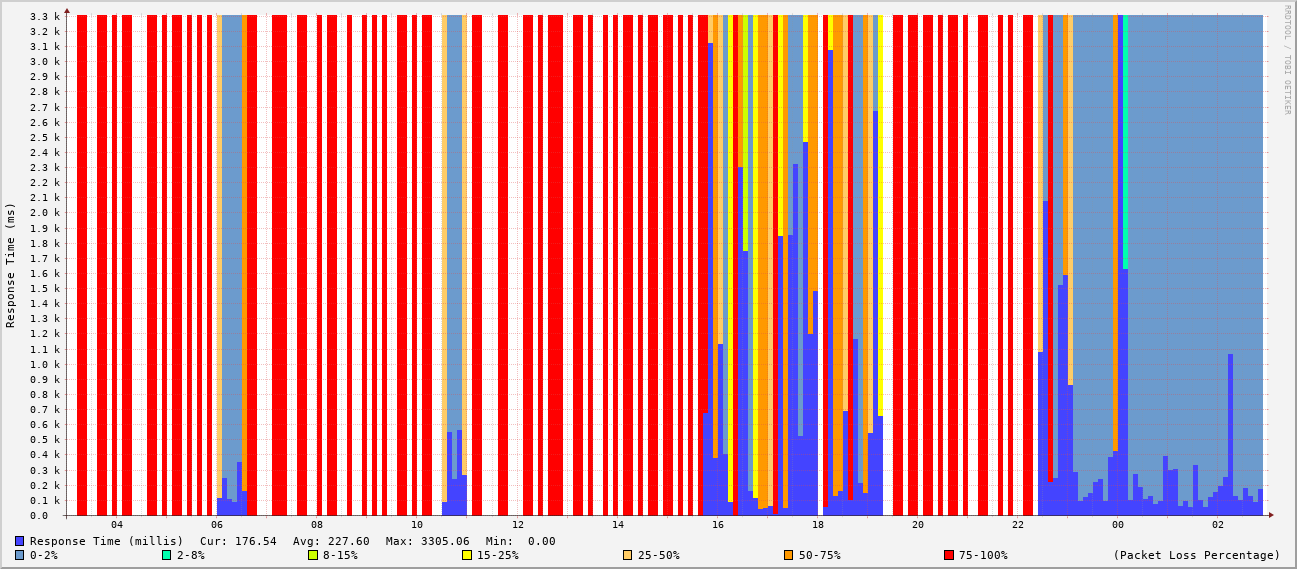 RRDTOOL / TOBI OETIKER
Response Time (ms)
3.3 k
3.2 k
3.1 k
3.0 k
2.9 k
2.8 k
2.7 k
2.6 k
2.5 k
2.4 k
2.3 k
2.2 k
2.1 k
2.0 k
1.9 k
1.8 k
1.7 k
1.6 k
1.5 k
1.4 k
1.3 k
1.2 k
1.1 k
1.0 k
0.9 k
0.8 k
0.7 k
0.6 k
0.5 k
0.4 k
0.3 k
0.2 k
0.1 k
0.0
04 06 08 10 12 14 16 18 20 22 00 02
Response Time (millis) Cur: 176.54 Avg: 227.60 Max: 3305.06 Min: 0.00
0-2% 2-8% 8-15% 15-25% 25-50% 50-75% 75-100% (Packet Loss Percentage)